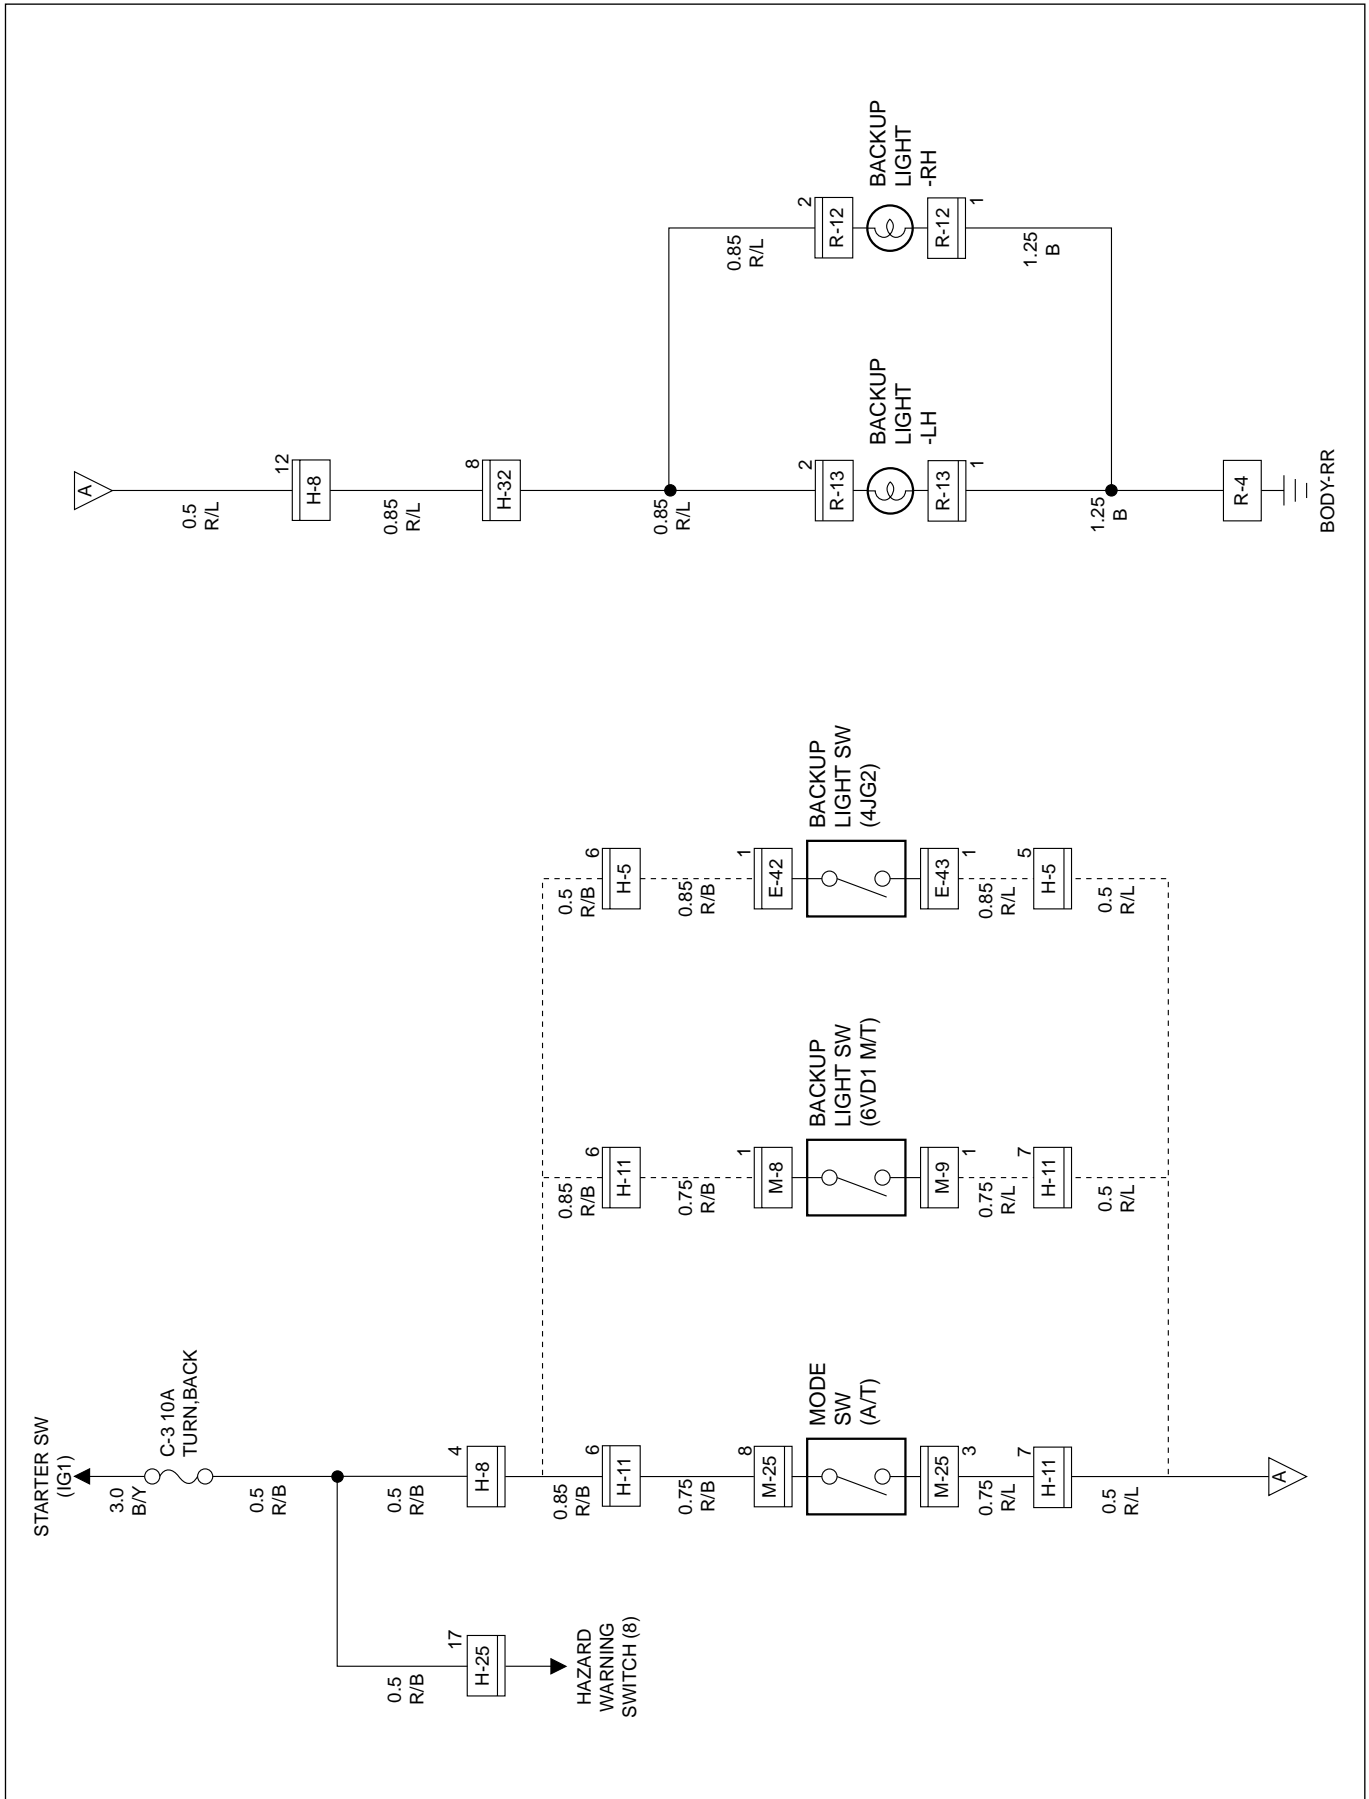 STARTER SW
(IG1)
3.0
B/Y
C-3 10A
TURN,BACK
0.5
R/B
0.5
R/B
17
H-25
HAZARD
WARNING
SWITCH (8)
0.5
R/B
4
H-8
0.85
R/B
6
H-11
0.75
R/B
8
M-25
MODE
SW
(A/T)
M-25
3
0.75
R/L
7
H-11
0.5
R/L
A
0.85
R/B
6
H-11
0.75
R/B
1
M-8
BACKUP
LIGHT SW
(6VD1 M/T)
M-9
1
0.75
R/L
7
H-11
0.5
R/L
0.5
R/B
6
H-5
0.85
R/B
1
E-42
BACKUP
LIGHT SW
(4JG2)
E-43
1
0.85
R/L
5
H-5
0.5
R/L
A
0.5
R/L
12
H-8
0.85
R/L
8
H-32
0.85
R/L
2
R-13
BACKUP
LIGHT
-LH
R-13
1
1.25
B
R-4
BODY-RR
0.85
R/L
2
R-12
BACKUP
LIGHT
-RH
R-12
1
1.25
B